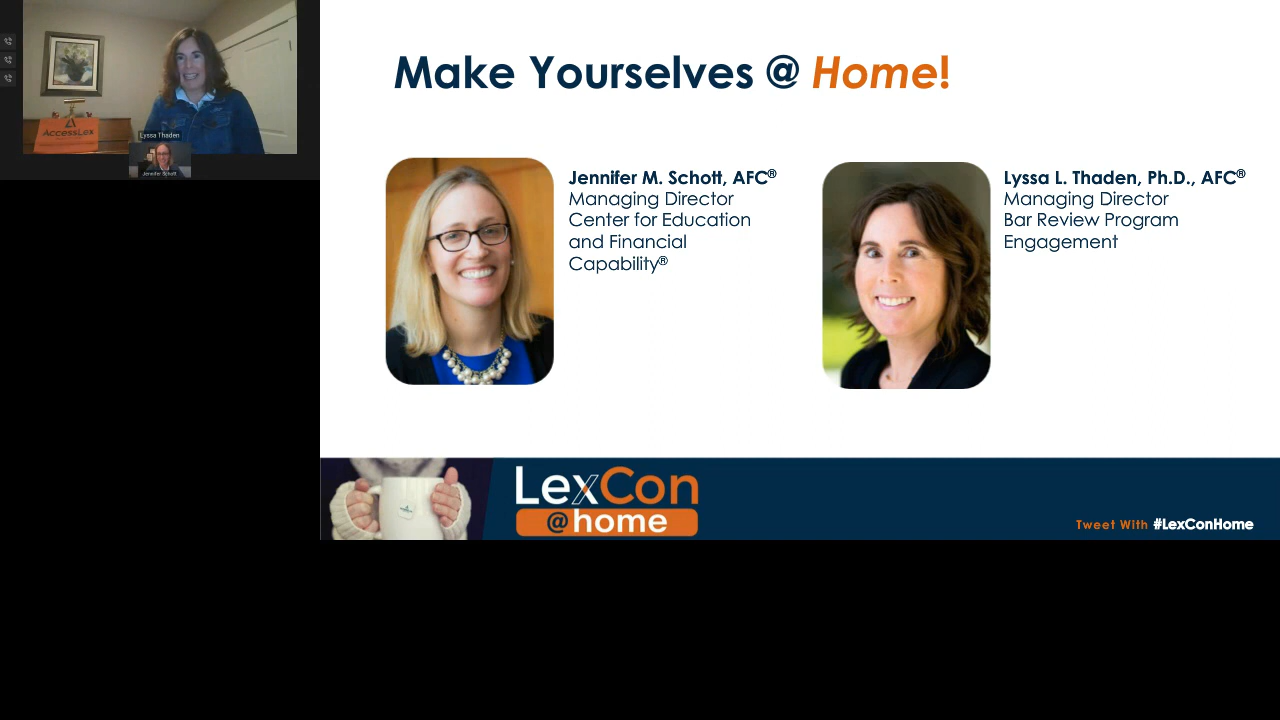 Make Yourselves @ Home!
AccessLex
Lyssa Thaden
Jennifer Schott
Jennifer M. Schott, AFC®
Managing Director
Center for Education
and Financial
Capability®
Lyssa L. Thaden, Ph.D., AFC®
Managing Director
Bar Review Program
Engagement
LexCon
@home
Tweet With #LexConHome